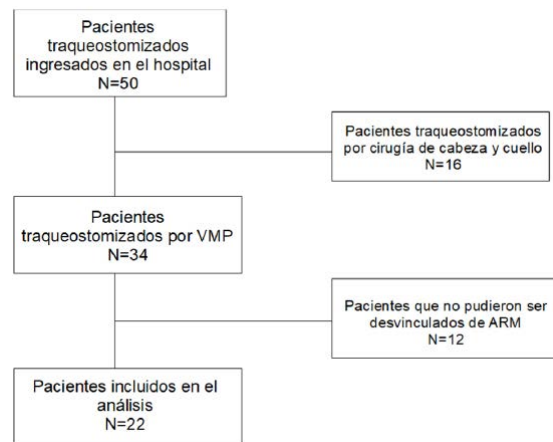 Pacientes
traqueostomizados
ingresados en el hospital
N=50
Pacientes traqueostomizados
por cirugía de cabeza y cuello
N=16
Pacientes
traqueostomizados por VMP
N=34
Pacientes que no pudieron ser
desvinculados de ARM
N=12
Pacientes incluidos en el
análisis
N=22